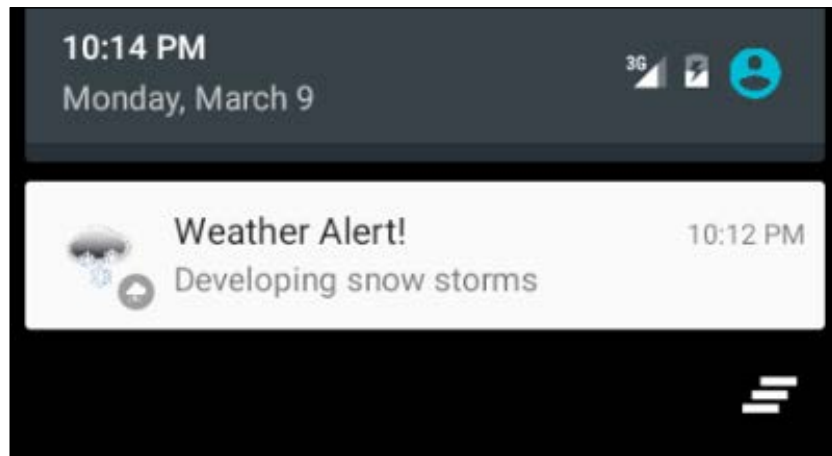 10:14 PM
3G
Monday, March 9
Weather Alert!
10:12 PM
Developing snow storms